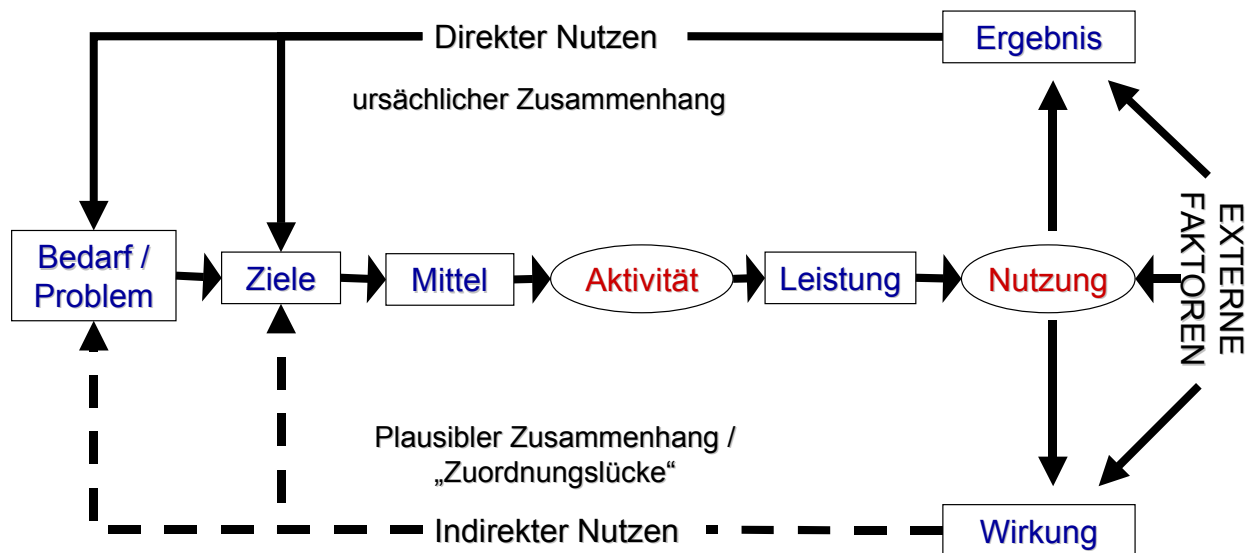 Direkter Nutzen
Ergebnis
ursächlicher Zusammenhang
EXTERNE
FAKTOREN
Bedarf /
Problem
Ziele
Mittel
Aktivität
Leistung
Nutzung
Plausibler Zusammenhang /
„Zuordnungslücke“
Indirekter Nutzen
Wirkung